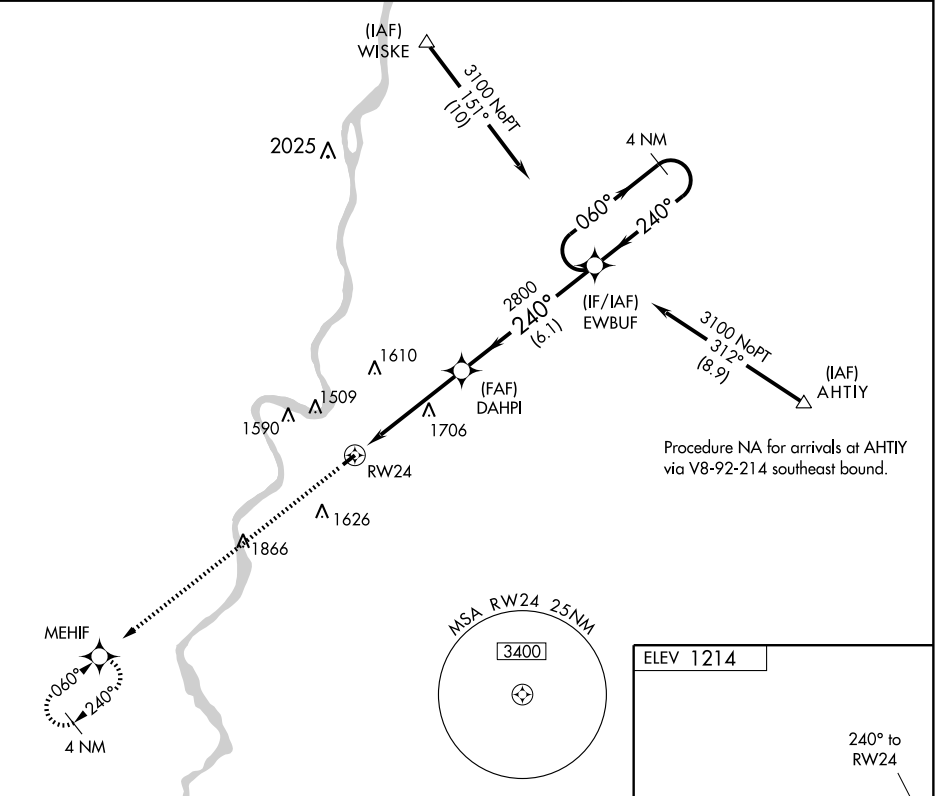 (IAF)
WISKE
3100 NoPT
151°
(10)
2025
4 NM
060°
240°
(IF/IAF)
EWBUF
2800
240°
(6.1)
3100 NoPT
312°
(8.9)
(IAF)
AHTIY
1610
(FAF)
DAHPI
1509
1590
1706
Procedure NA for arrivals at AHTIY
via V8-92-214 southeast bound.
RW24
1626
1866
MEHIF
060°
240°
4 NM
MSA RW24 25NM
3400
ELEV 1214
240° to
RW24